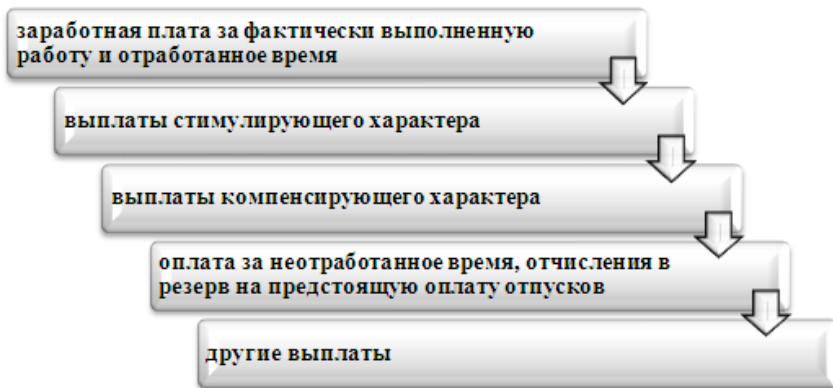 заработная плата за фактически выполненную
работу и отработанное время
выплаты стимулирующего характера
выплаты компенсирующего характера
оплата за неотработанное время, отчисления в
резерв на предстоящую оплату отпусков
другие выплаты